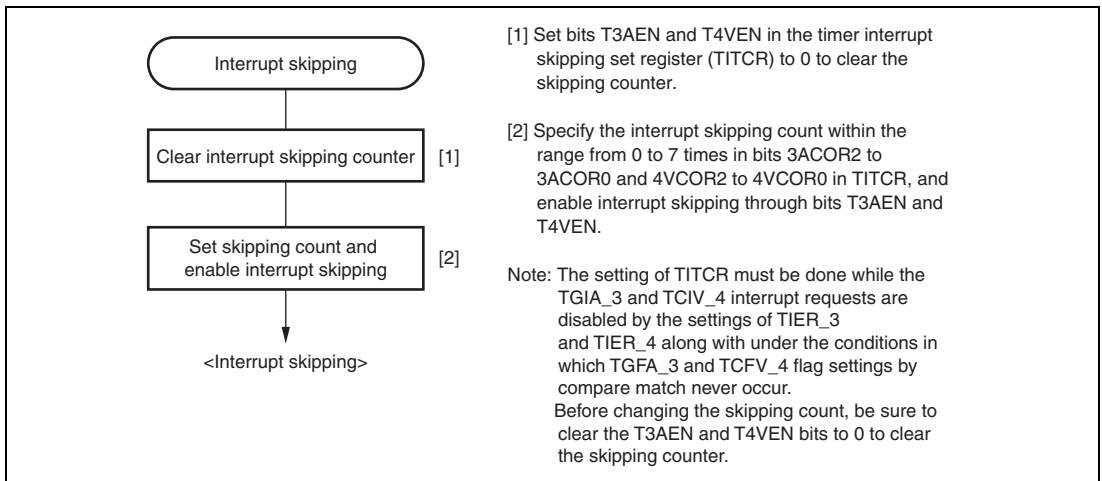 Interrupt skipping
Clear interrupt skipping counter
[1]
Set skipping count and
enable interrupt skipping
[2]
<Interrupt skipping>
[1] Set bits T3AEN and T4VEN in the timer interrupt
skipping set register (TITCR) to 0 to clear the
skipping counter.
[2] Specify the interrupt skipping count within the
range from 0 to 7 times in bits 3ACOR2 to
3ACOR0 and 4VCOR2 to 4VCOR0 in TITCR, and
enable interrupt skipping through bits T3AEN and
T4VEN.
Note: The setting of TITCR must be done while the
TGIA_3 and TCIV_4 interrupt requests are
disabled by the settings of TIER_3
and TIER_4 along with under the conditions in
which TGFA_3 and TCFV_4 flag settings by
compare match never occur.
Before changing the skipping count, be sure to
clear the T3AEN and T4VEN bits to 0 to clear
the skipping counter.